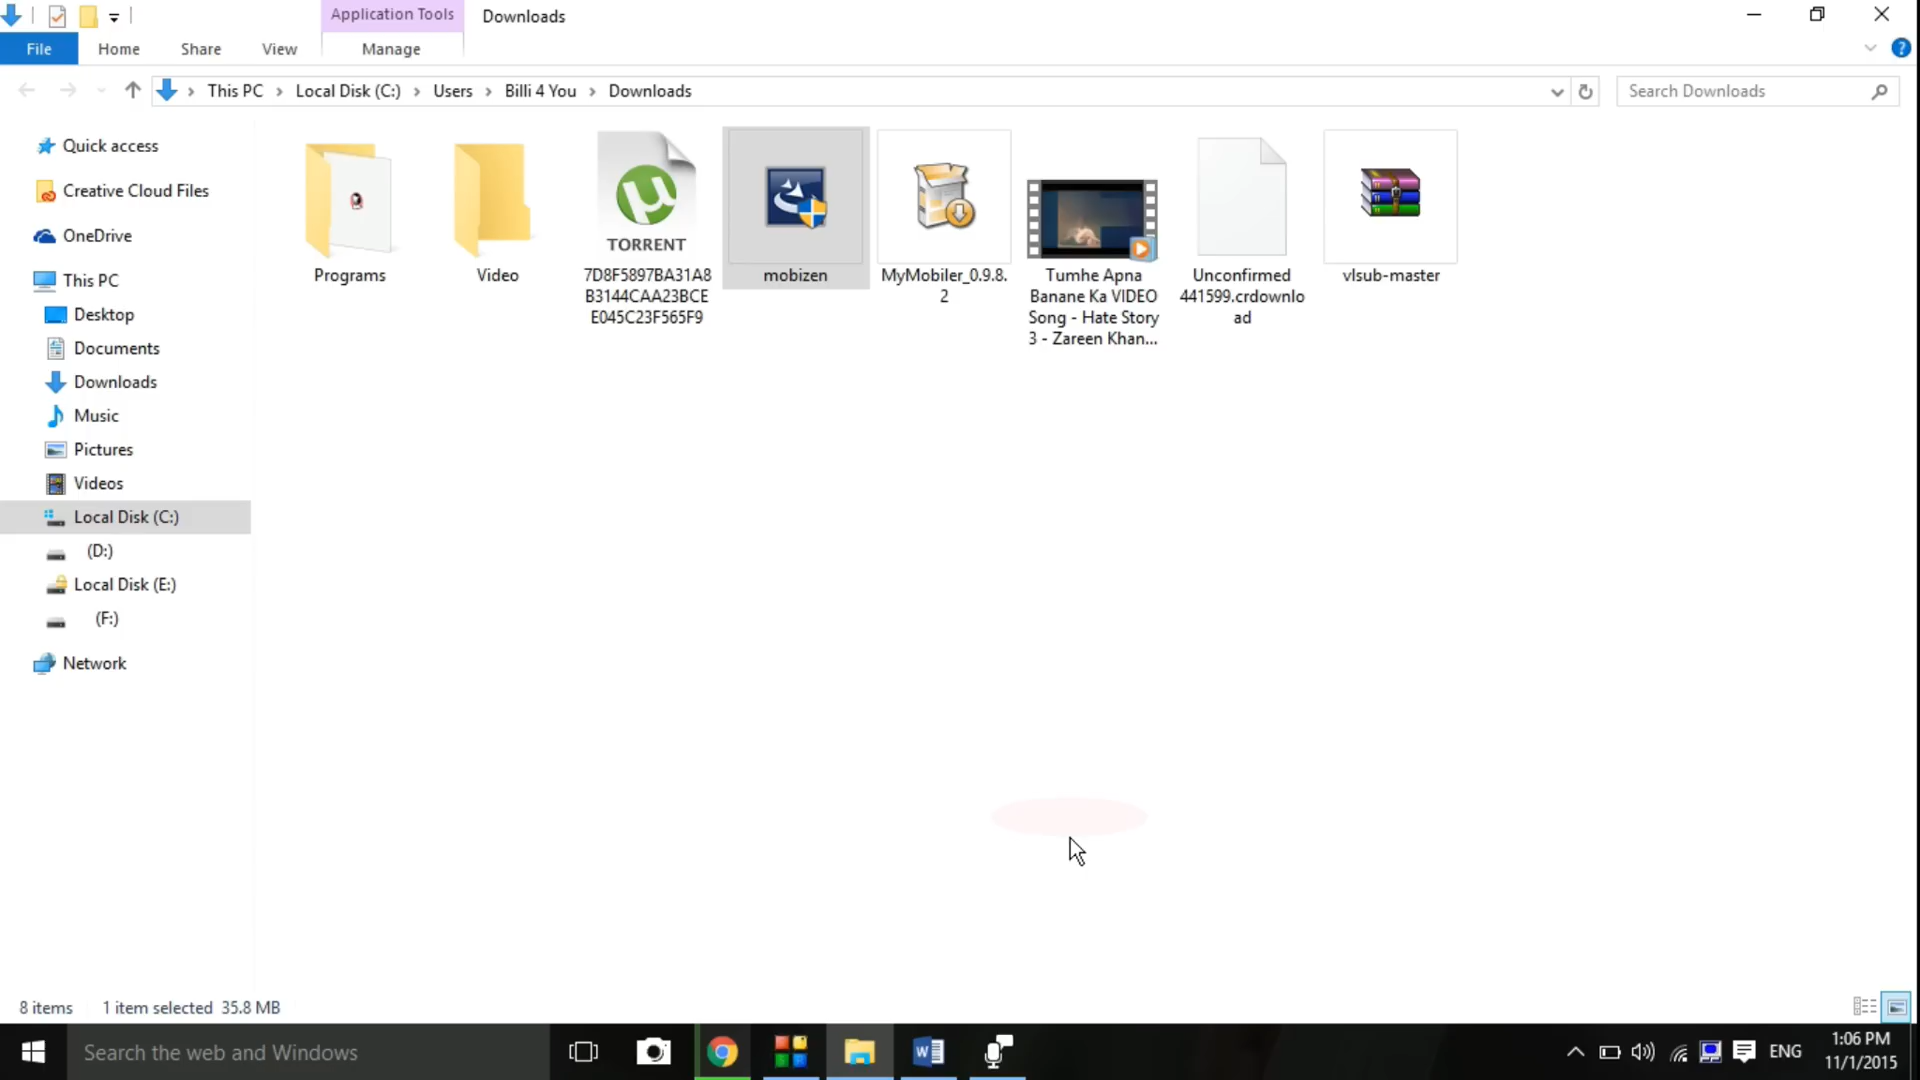 Application Tools
Downloads
File
Home
Share
View
Manage
This PC
Local Disk (C:)
Users
Billi 4 You
Downloads
Search Downloads
Quick access
Creative Cloud Files
OneDrive
This PC
Desktop
Documents
Downloads
Music
Pictures
Videos
Local Disk (C:)
(D:)
Local Disk (E:)
(F:)
Network
Programs
Video
TORRENT
7D8F5897BA31A8
B3144CAA23BCE
E045C23F565F9
mobizen
MyMobiler_0.9.8.
2
Tumhe Apna
Banane Ka VIDEO
Song - Hate Story
3 - Zareen Khan...
Unconfirmed
441599.crdownlo
ad
vlsub-master
8 items
1 item selected 35.8 MB
Search the web and Windows
ENG
1:06 PM
11/1/2015